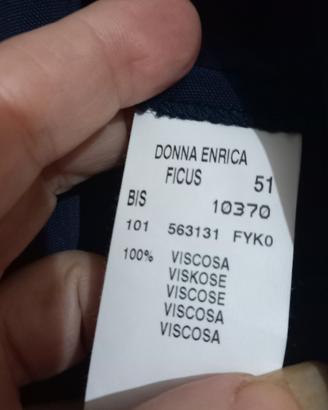 DONNA ENRICA
FICUS 51
BIS 10370
101 563131 FYK0
100% VISCOSA
VISKOSE
VISCOSE
VISCOSA
VISCOSA